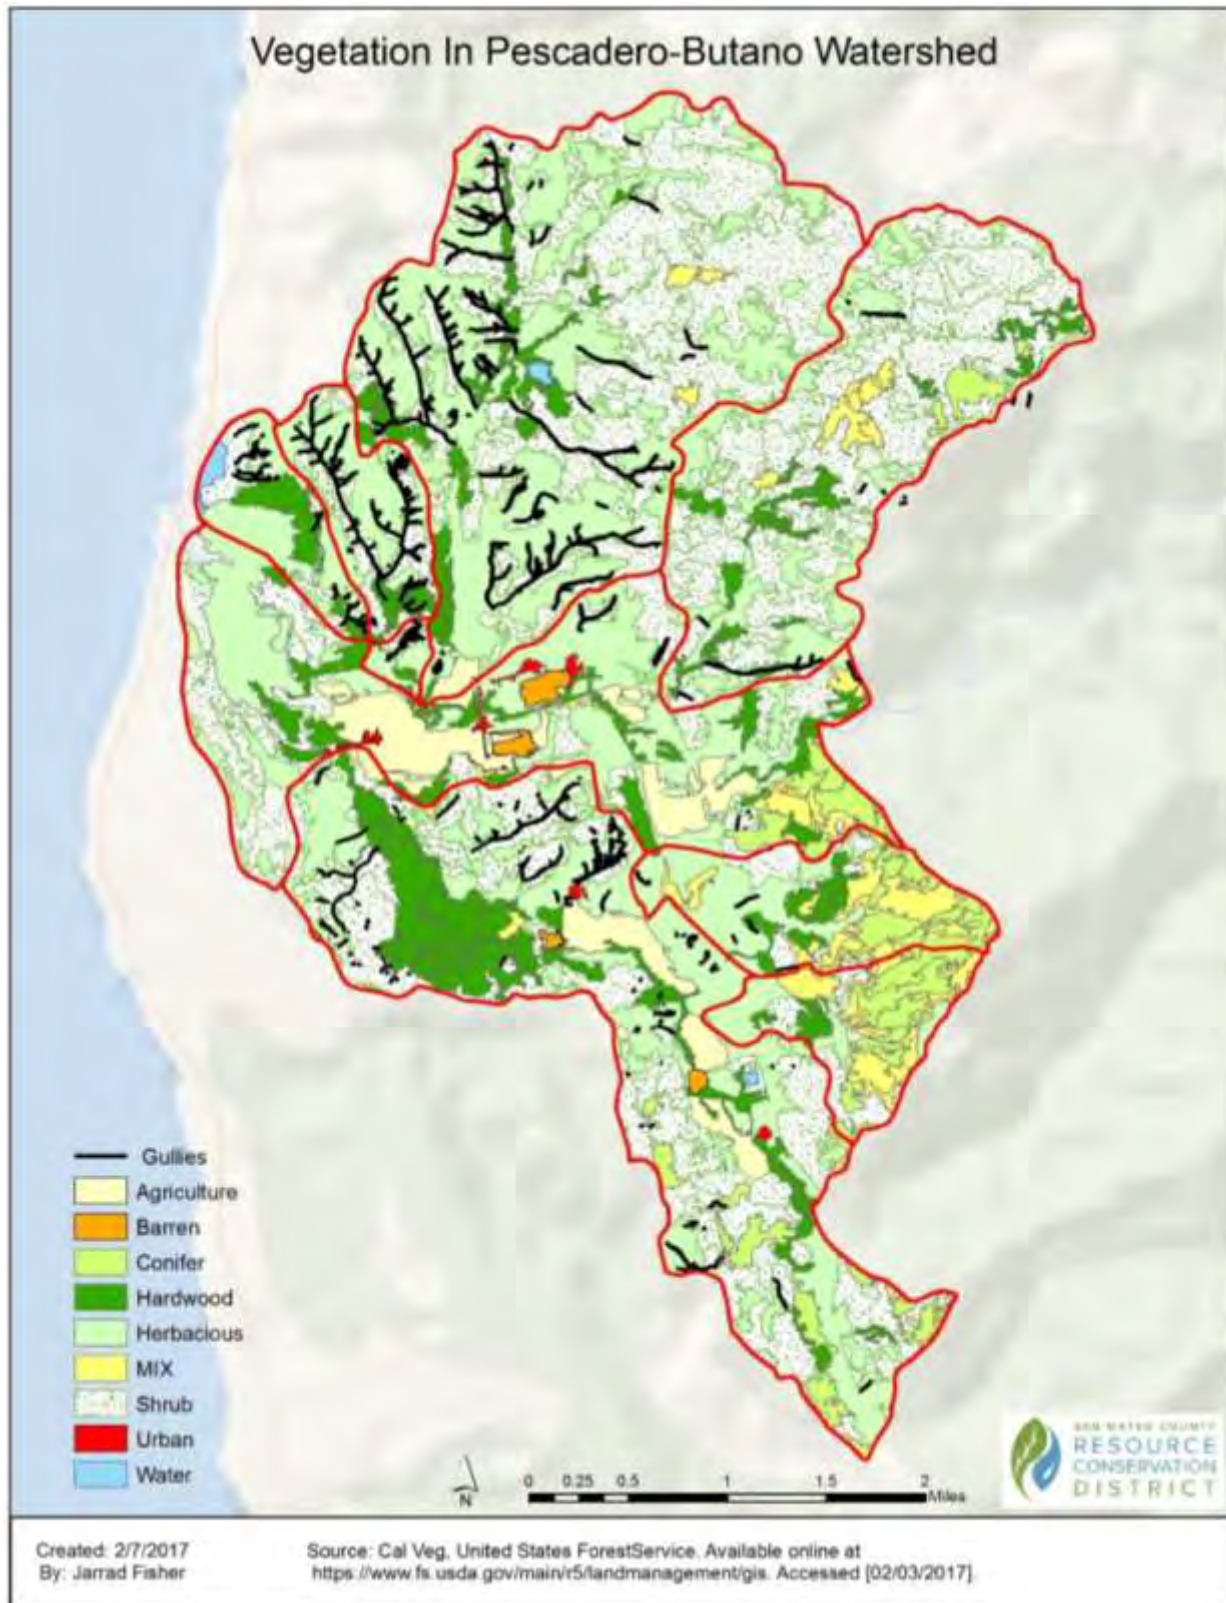 Vegetation In Pescadero-Butano Watershed
Gullies
Agriculture
Barren
Conifer
Hardwood
Herbacious
MIX
Shrub
Urban
Water
N
0 0.25 0.5 1 1.5 2
Miles
SAN MATEO COUNTY
RESOURCE
CONSERVATION
DISTRICT
Created: 2/7/2017
By: Jarrad Fisher
Source: Cal Veg, United States ForestService. Available online at
https://www.fs.usda.gov/main/r5/landmanagement/gis. Accessed [02/03/2017].